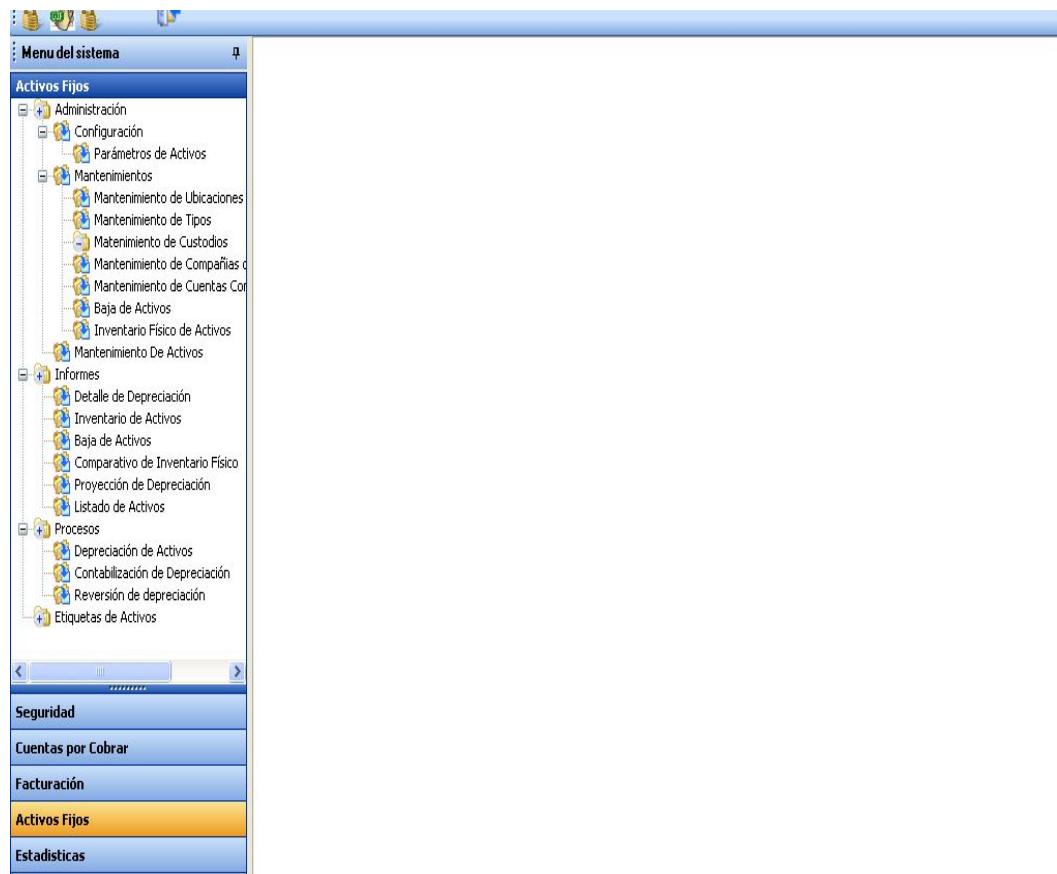 Menu del sistema
Activos Fijos
Administración
Configuración
Parámetros de Activos
Mantenimientos
Mantenimiento de Ubicaciones
Mantenimiento de Tipos
Matenimiento de Custodios
Mantenimiento de Compañias
Mantenimiento de Cuentas
Baja de Activos
Inventario Físico de Activos
Mantenimiento De Activos
Informes
Detalle de Depreciación
Inventario de Activos
Baja de Activos
Comparativo de Inventario Físico
Proyección de Depreciación
Listado de Activos
Procesos
Depreciación de Activos
Contabilización de Depreciación
Reversión de depreciación
Etiquetas de Activos
Seguridad
Cuentas por Cobrar
Facturación
Activos Fijos
Estadisticas